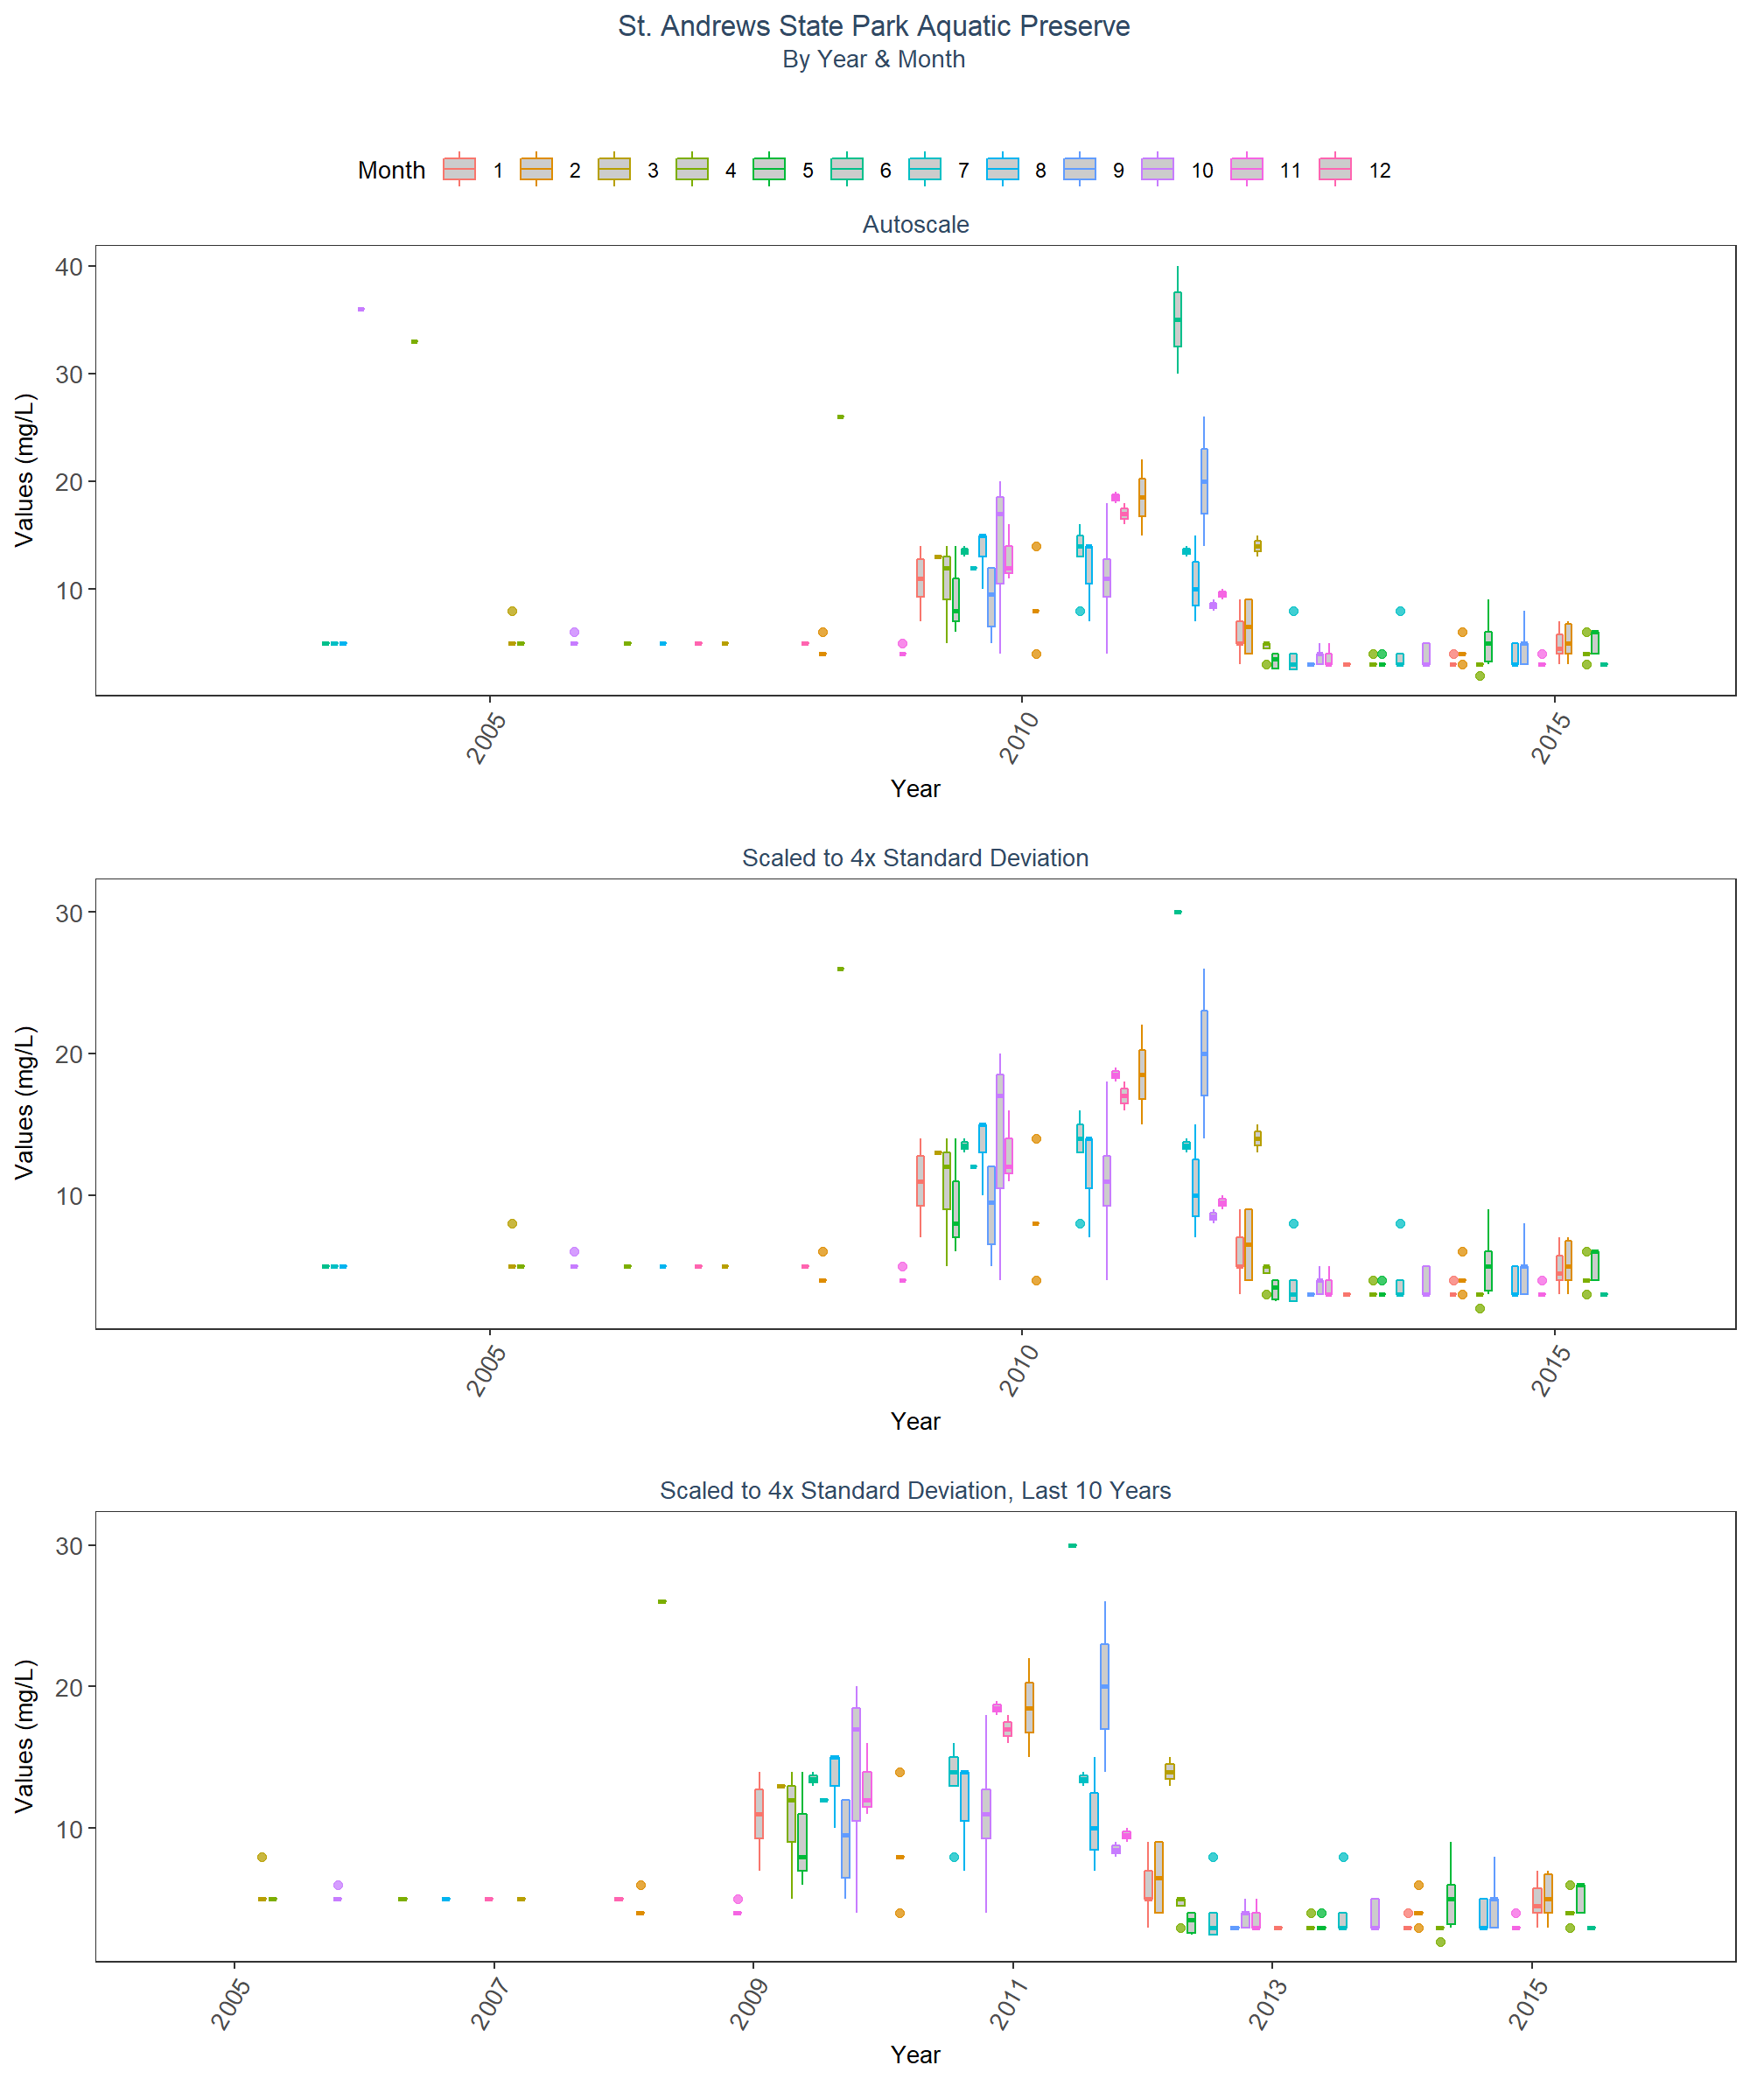 St. Andrews State Park Aquatic Preserve
By Year & Month
Month 1 2 3 4 5 6 7 8 9 10 11 12
Autoscale
Values (mg/L)
40
30
20
10
2005 2010 2015
Year
Scaled to 4x Standard Deviation
Values (mg/L)
30
20
10
2005 2010 2015
Year
Scaled to 4x Standard Deviation, Last 10 Years
Values (mg/L)
30
20
10
2005 2007 2009 2011 2013 2015
Year